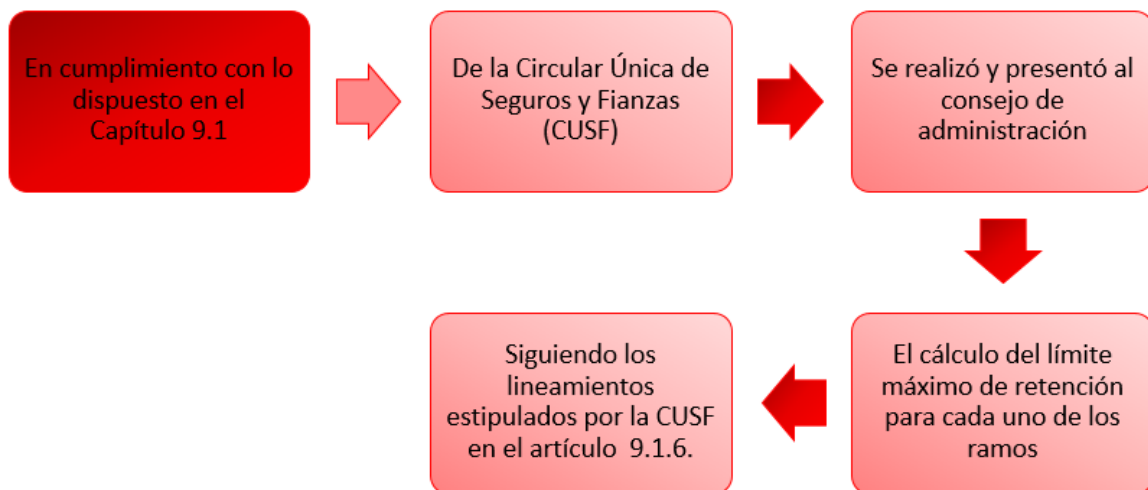 En cumplimiento con lo
dispuesto en el
Capítulo 9.1
De la Circular Única de
Seguros y Fianzas
(CUSF)
Se realizó y presentó al
consejo de
administración
El cálculo del límite
máximo de retención
para cada uno de los
ramos
Siguiendo los
lineamientos
estipulados por la CUSF
en el artículo  9.1.6.